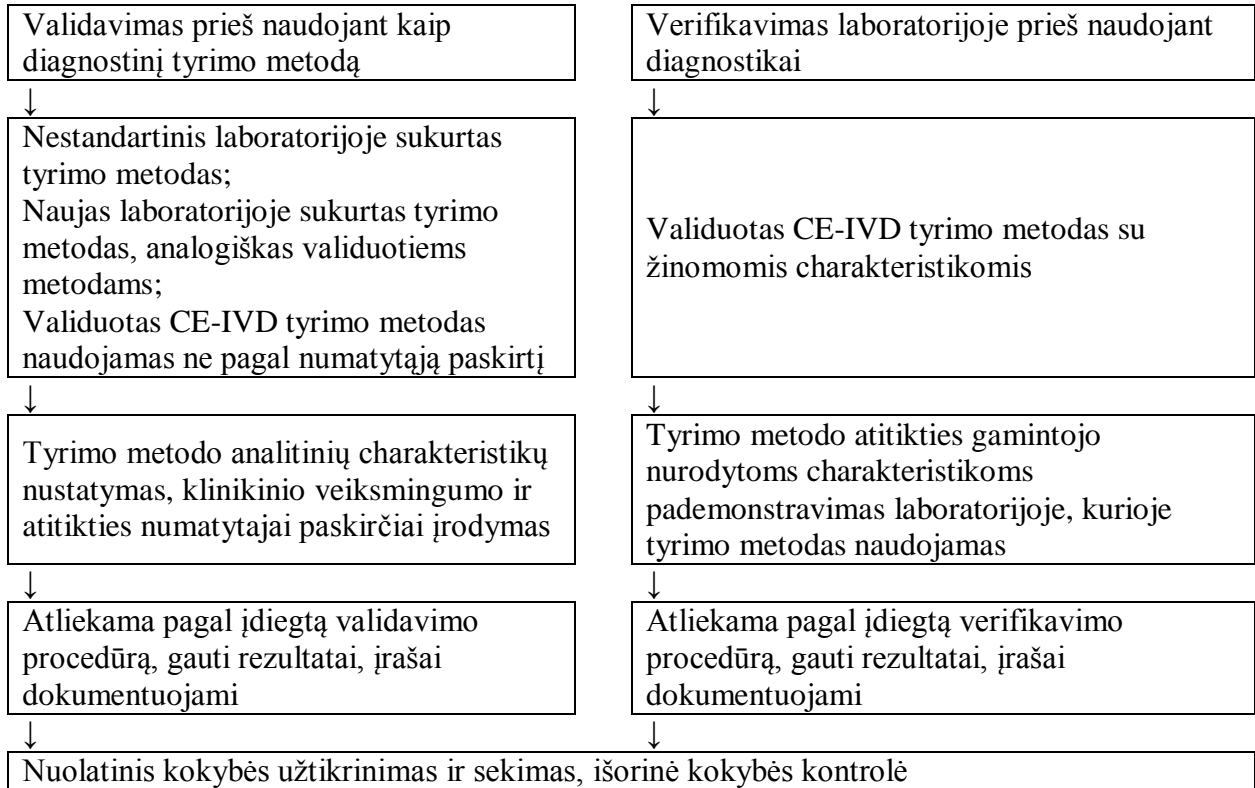 Validavimas prieš naudojant kaip
diagnostinį tyrimo metodą
↓
Nestandartinis laboratorijoje sukurtas
tyrimo metodas;
Naujas laboratorijoje sukurtas tyrimo
metodas, analogiškas validuotiems
metodams;
Validuotas CE-IVD tyrimo metodas
naudojamas ne pagal numatytąją paskirtį
↓
Tyrimo metodo analitinių charakteristikų
nustatymas, klinikinio veiksmingumo ir
atitikties numatytajai paskirčiai įrodymas
↓
Atliekama pagal įdiegtą validavimo
procedūrą, gauti rezultatai, įrašai
dokumentuojami
↓
Verifikavimas laboratorijoje prieš naudojant
diagnostikai
↓
Validuotas CE-IVD tyrimo metodas su
žinomomis charakteristikomis
↓
Tyrimo metodo atitikties gamintojo
nurodytoms charakteristikoms
pademonstravimas laboratorijoje, kurioje
tyrimo metodas naudojamas
↓
Atliekama pagal įdiegtą verifikavimo
procedūrą, gauti rezultatai, įrašai
dokumentuojami
↓
Nuolatinis kokybės užtikrinimas ir sekimas, išorinė kokybės kontrolė